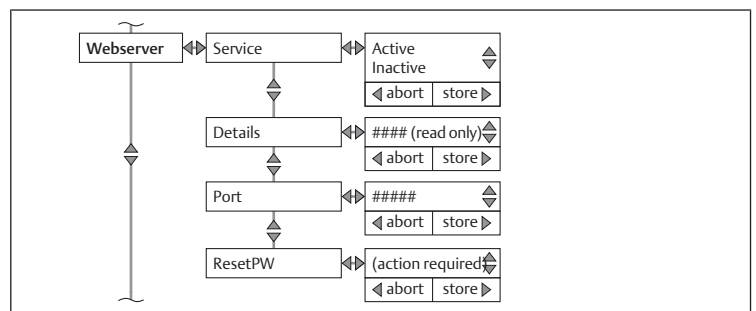 Webserver Service Active
Inactive
abort store
Details #### (read only)
abort store
Port #####
abort store
ResetPW (action required)
abort store